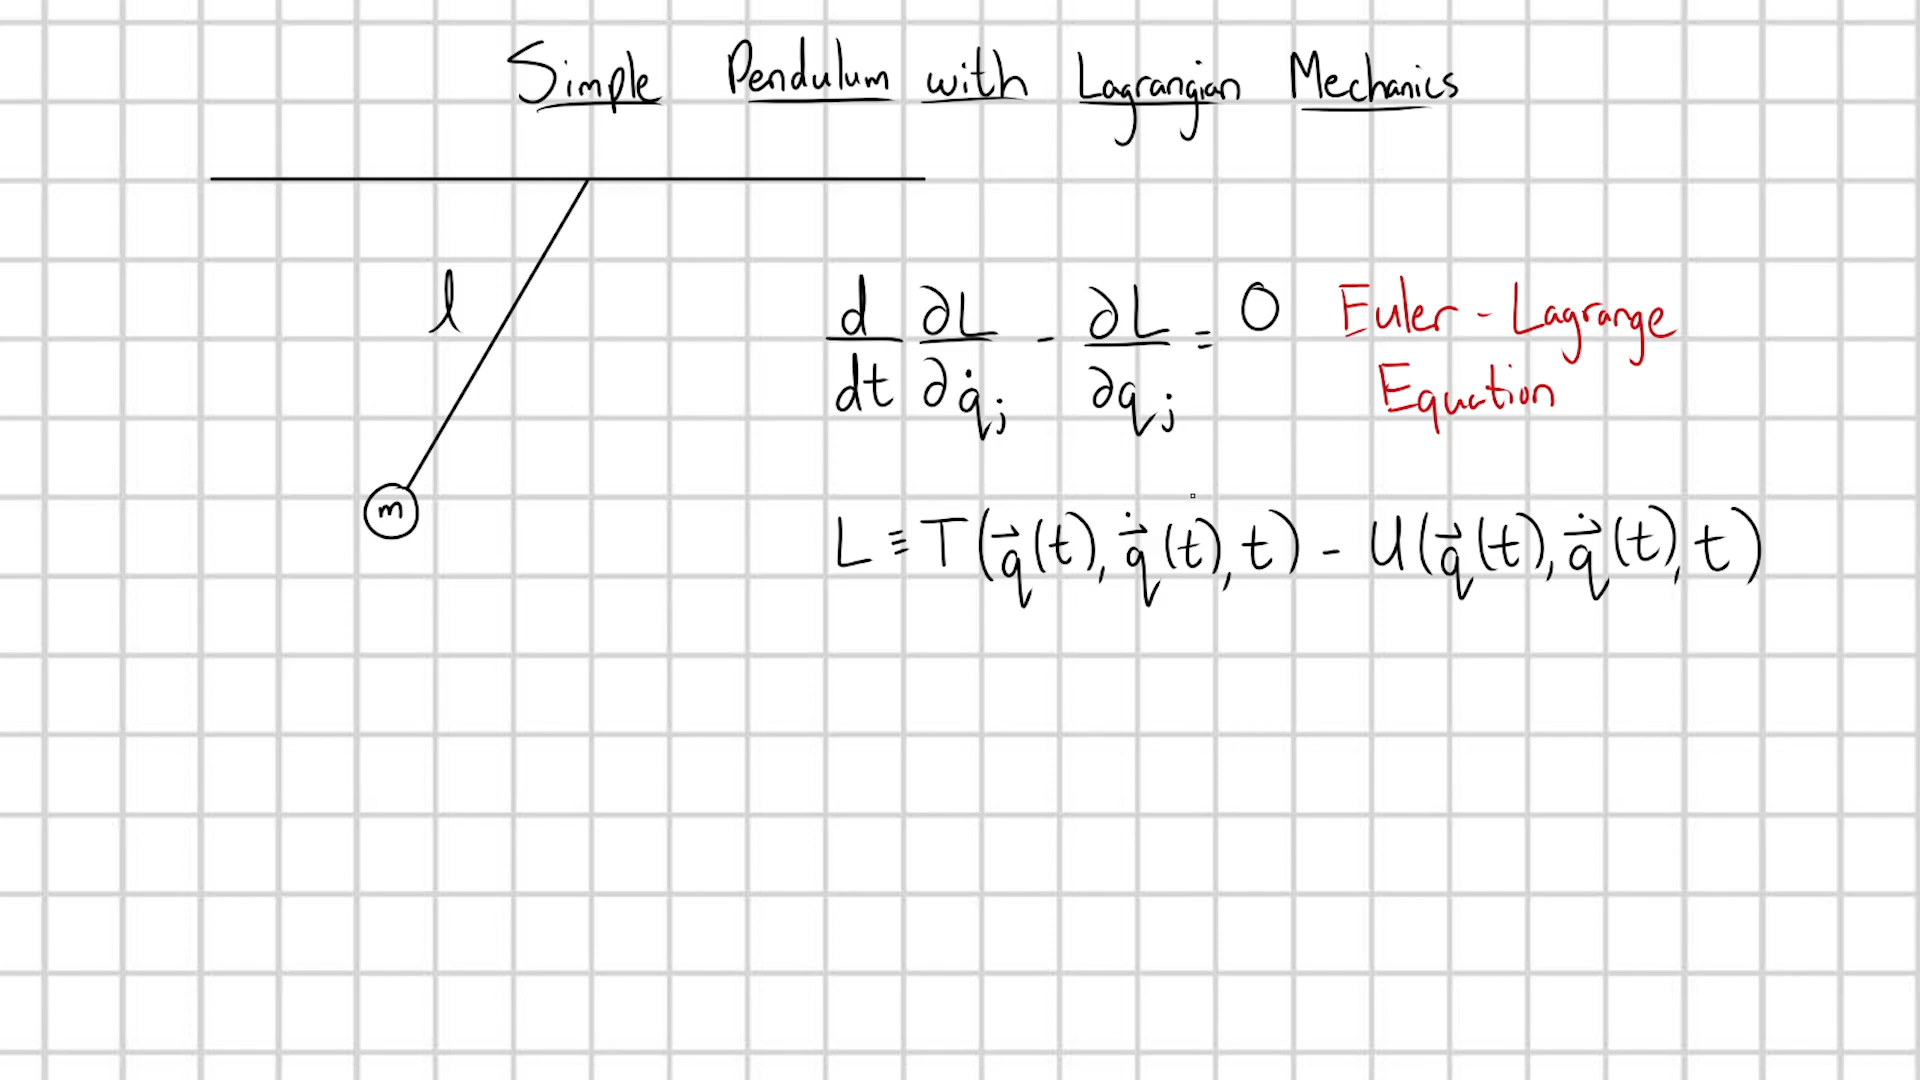 Simple Pendulum with Lagrangian Mechanics
l
m
d/dt ∂L/∂q̇ⱼ - ∂L/∂qⱼ = 0
Euler - Lagrange
Equation
L ≡ T(q⃗(t), q⃗̇(t), t) - U(q⃗(t), q⃗̇(t), t)